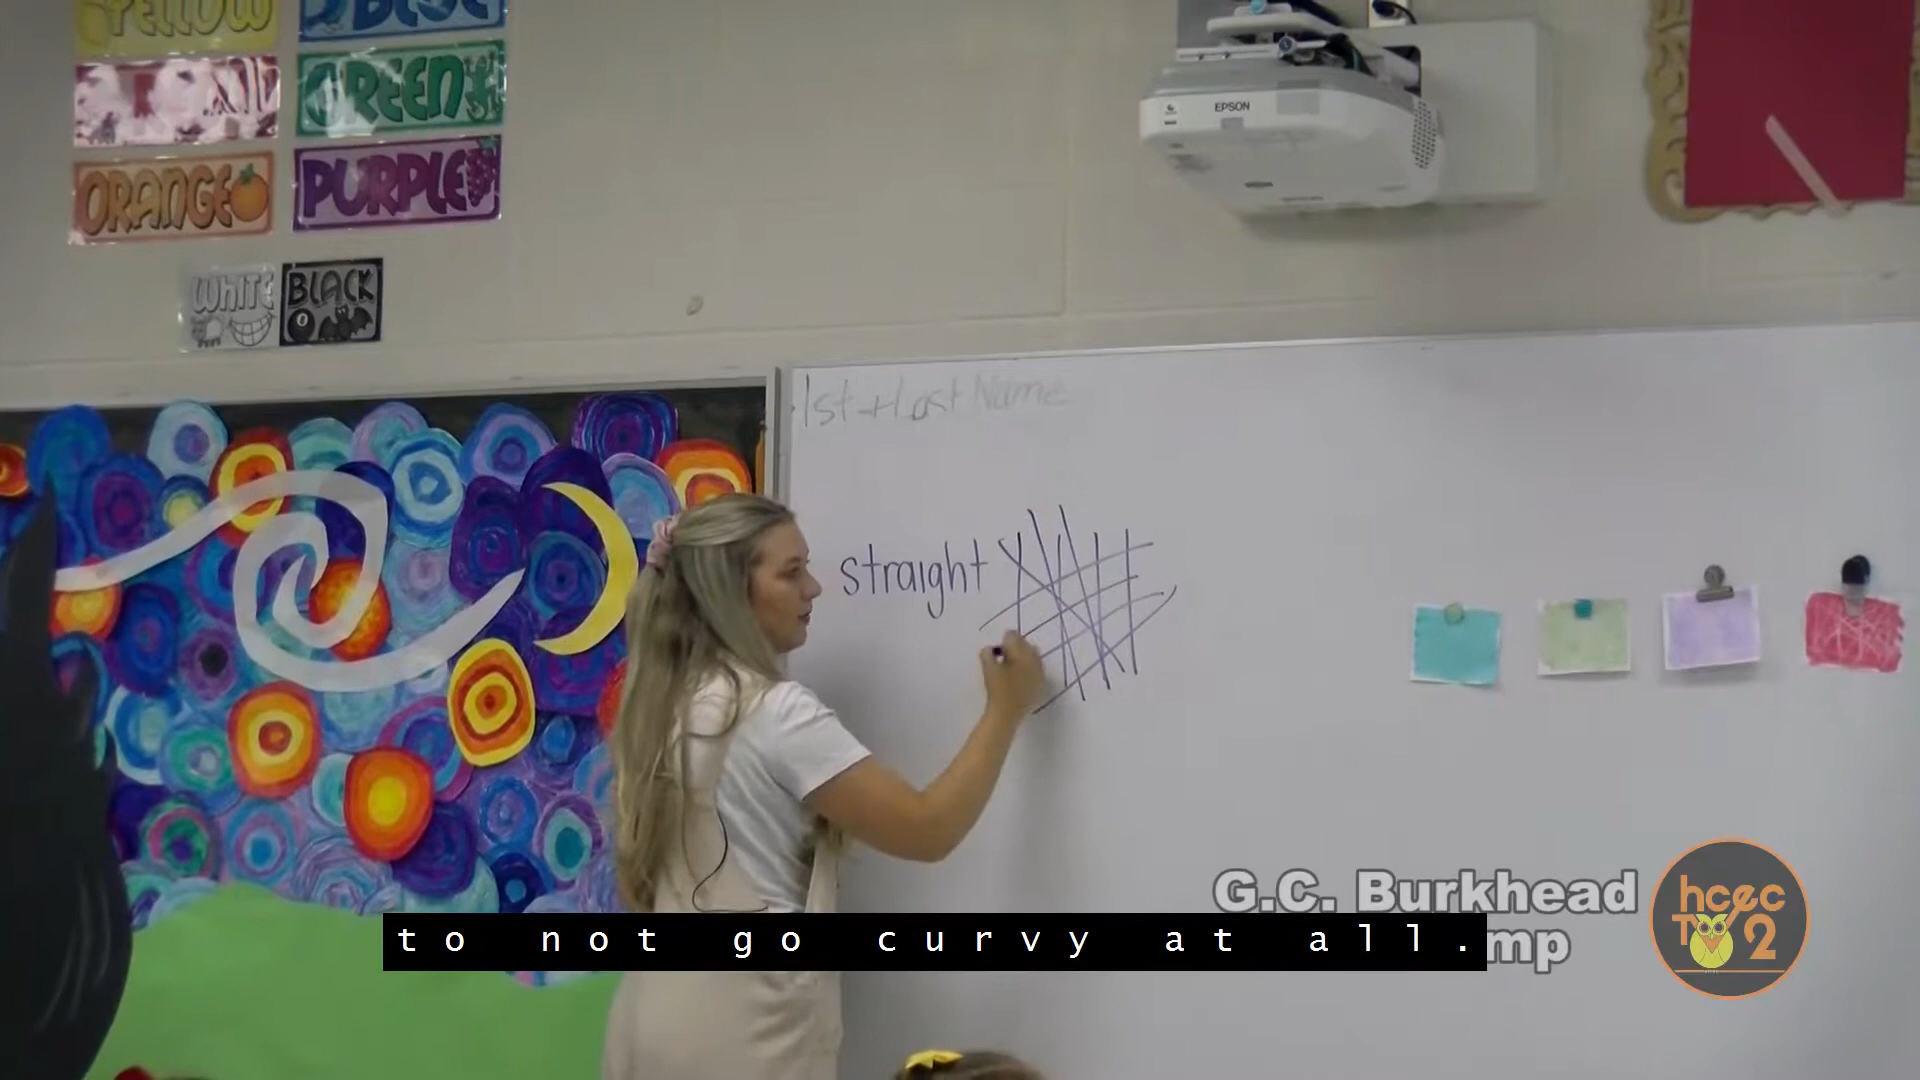 YELLOW
BLUE
GREEN
ORANGE
PURPLE
WHITE
BLACK
EPSON
1st + Last Name
straight
G.C. Burkhead
mp
to not go curvy at all.
hcec
TV 2